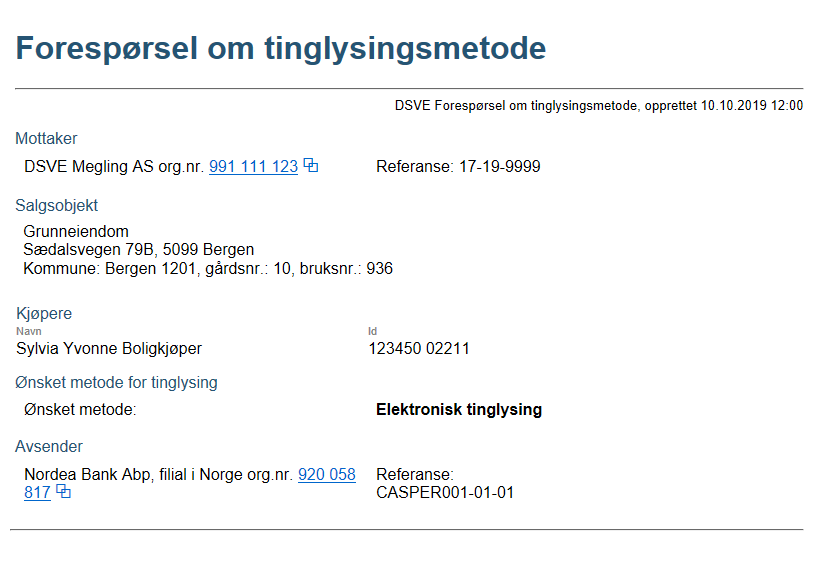 Forespørsel om tinglysingsmetode
DSVE Forespørsel om tinglysingsmetode, opprettet 10.10.2019 12:00
Mottaker
DSVE Megling AS org.nr. 991 111 123 Referanse: 17-19-9999
Salgsobjekt
Grunneiendom
Sædalsvegen 79B, 5099 Bergen
Kommune: Bergen 1201, gårdsnr.: 10, bruksnr.: 936
Kjøpere
Navn Id
Sylvia Yvonne Boligkjøper 123450 02211
Ønsket metode for tinglysing
Ønsket metode: Elektronisk tinglysing
Avsender
Nordea Bank Abp, filial i Norge org.nr. 920 058 Referanse:
817 CASPER001-01-01